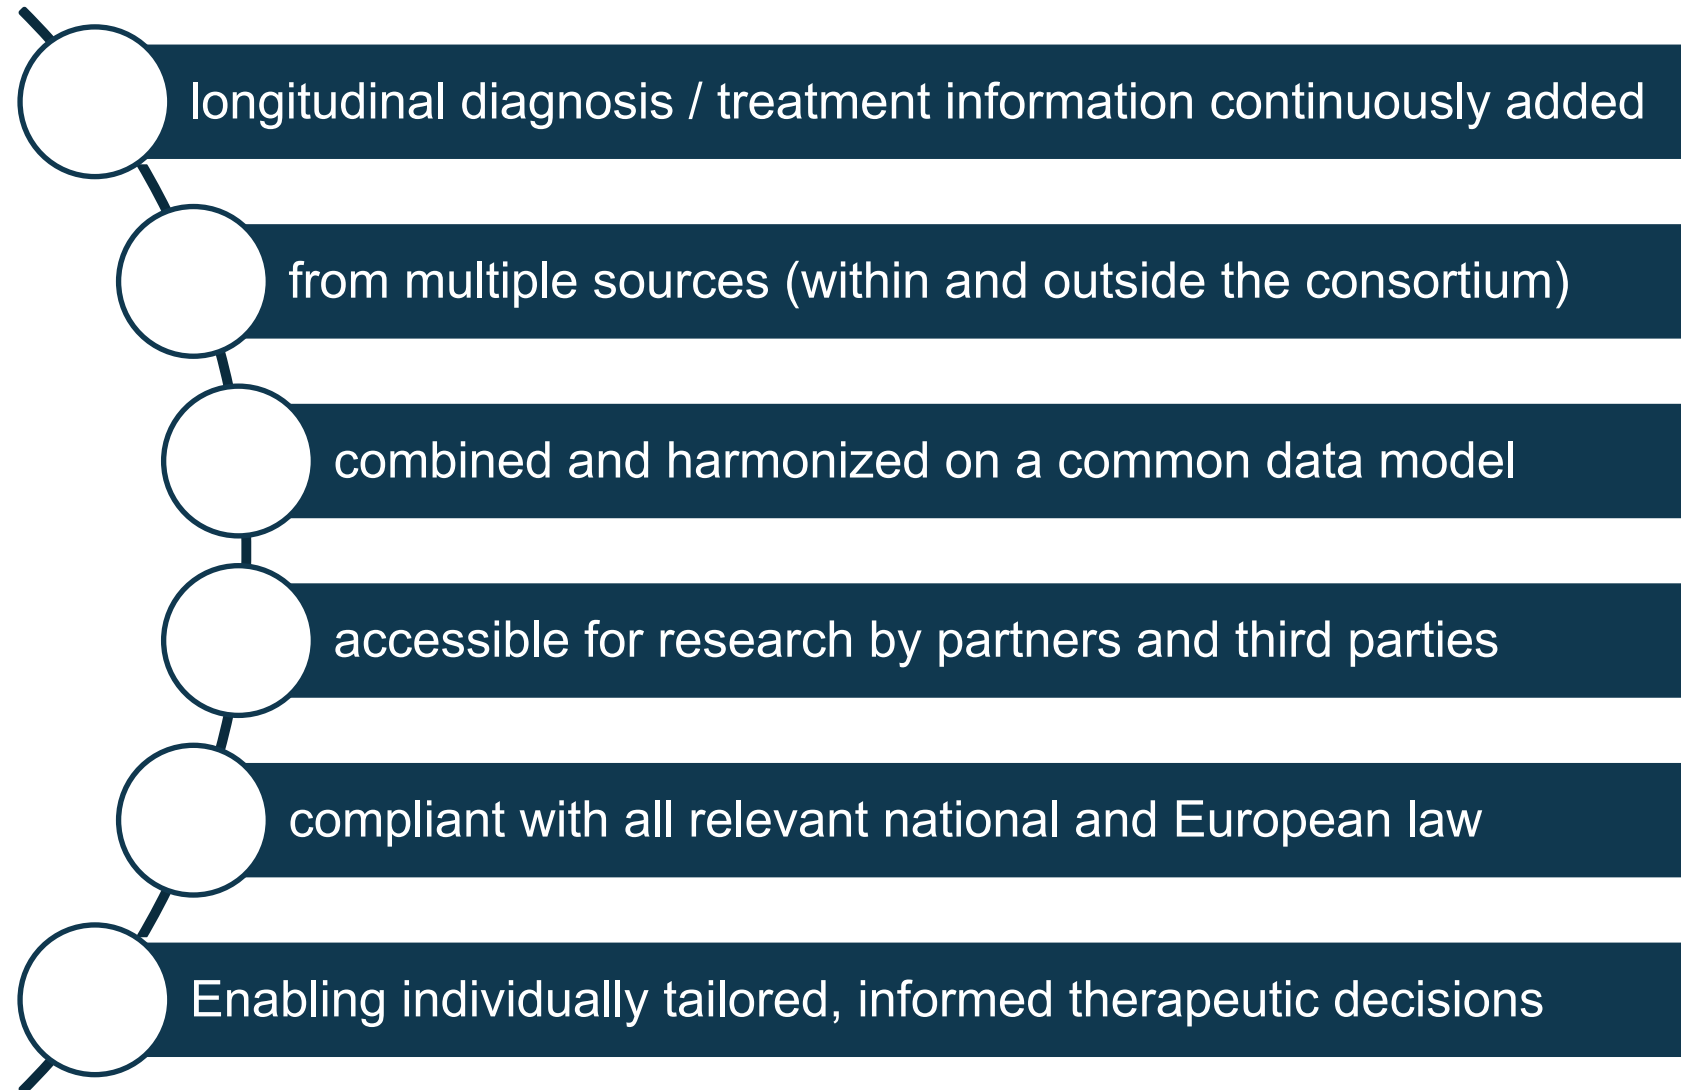 longitudinal diagnosis / treatment information continuously added
from multiple sources (within and outside the consortium)
combined and harmonized on a common data model
accessible for research by partners and third parties
compliant with all relevant national and European law
Enabling individually tailored, informed therapeutic decisions